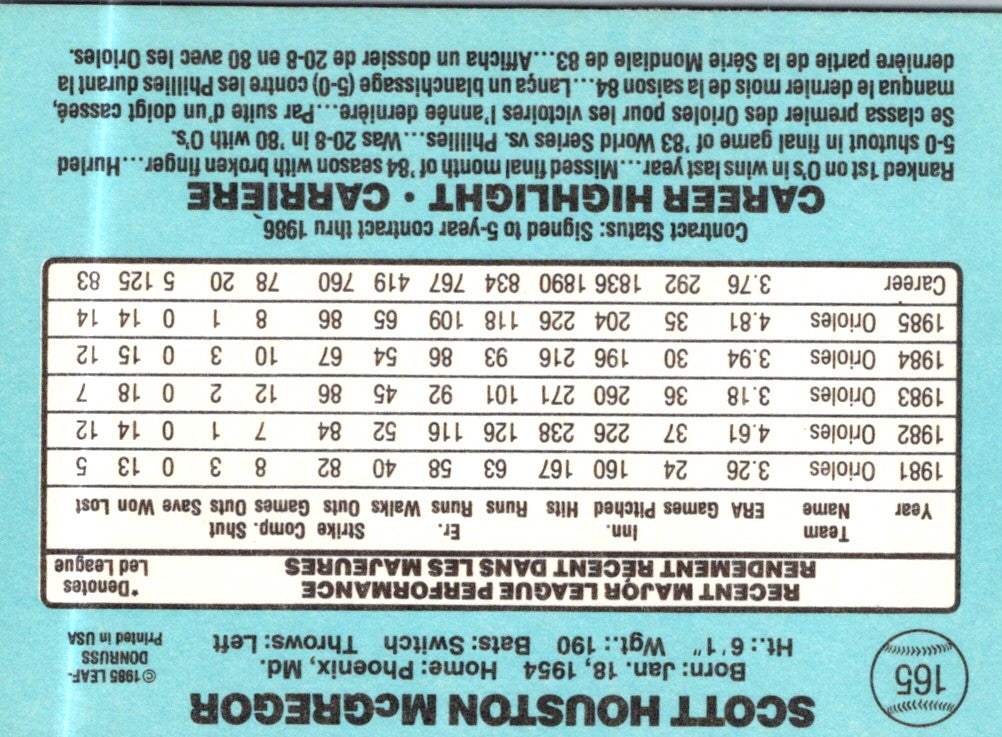 165
SCOTT HOUSTON McGREGOR
Born: Jan. 18, 1954 Home: Phoenix, Md.
Ht.: 6'1" Wgt.: 190 Bats: Switch Throws: Left
©1985 LEAF-
DONRUSS
Printed in USA
RECENT MAJOR LEAGUE PERFORMANCE
RENDEMENT RÉCENT DANS LES MAJEURES
*Denotes
Led League
Team Inn. Er. Strike Comp. Shut
Year Name ERA Games Pitched Hits Runs Runs Walks Outs Games Outs Save Won Lost
1981 Orioles 3.26 24 160 167 63 58 40 82 8 3 0 13 5
1982 Orioles 4.61 37 226 238 126 116 52 84 7 1 0 14 12
1983 Orioles 3.18 36 260 271 101 92 45 86 12 2 0 18 7
1984 Orioles 3.94 30 196 216 93 86 54 67 10 3 0 15 12
1985 Orioles 4.81 35 204 226 118 109 65 86 8 1 0 14 14
Career 3.76 292 1836 1890 834 767 419 760 78 20 5 125 83
Contract Status: Signed to 5-year contract thru 1986
CAREER HIGHLIGHT • CARRIÈRE
Ranked 1st on O's in wins last year...Missed final month of '84 season with broken finger...Hurled
5-0 shutout in final game of '83 World Series vs. Phillies...Was 20-8 in '80 with O's.
Se classa premier des Orioles pour les victoires l'année dernière...Par suite d'un doigt cassé,
manqua le dernier mois de la saison 84...Lança un blanchissage (5-0) contre les Phillies durant la
dernière partie de la Série Mondiale de 83...Afficha un dossier de 20-8 en 80 avec les Orioles.